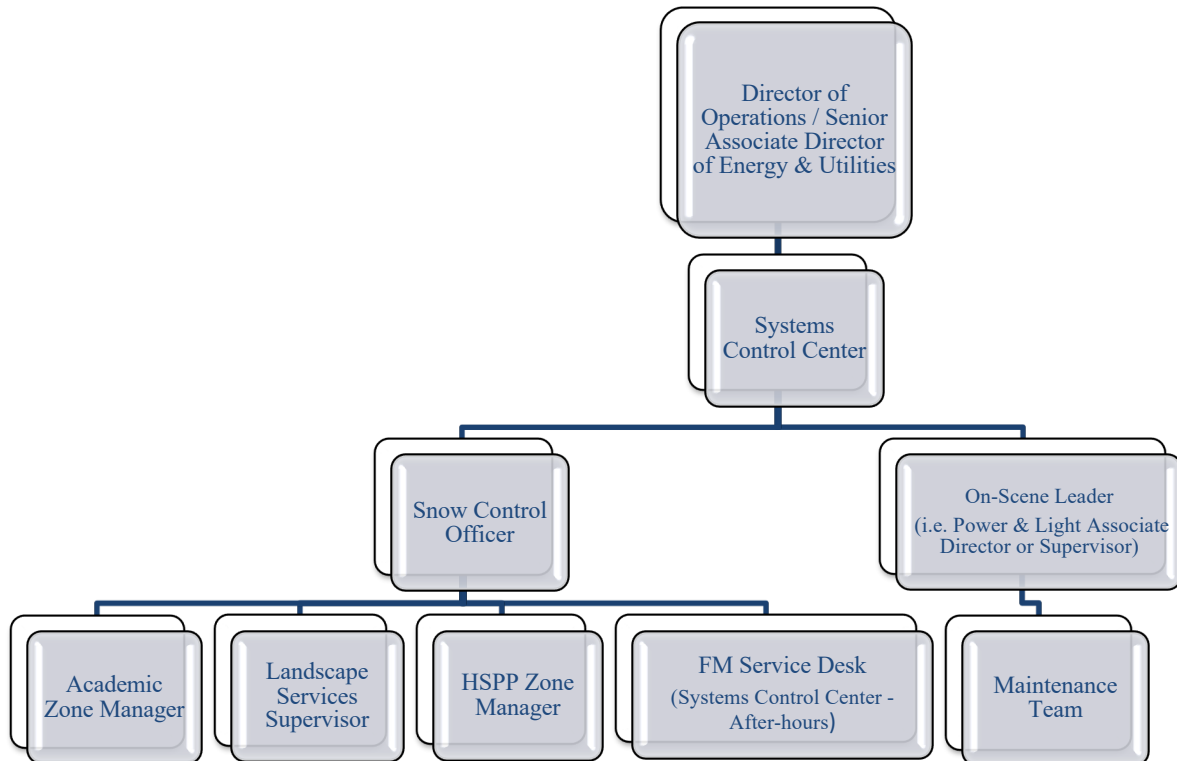 Director of
Operations / Senior
Associate Director
of Energy & Utilities
Systems
Control Center
Snow Control
Officer
On-Scene Leader
(i.e. Power & Light Associate
Director or Supervisor)
Academic
Zone Manager
Landscape
Services
Supervisor
HSPP Zone
Manager
FM Service Desk
(Systems Control Center -
After-hours)
Maintenance
Team